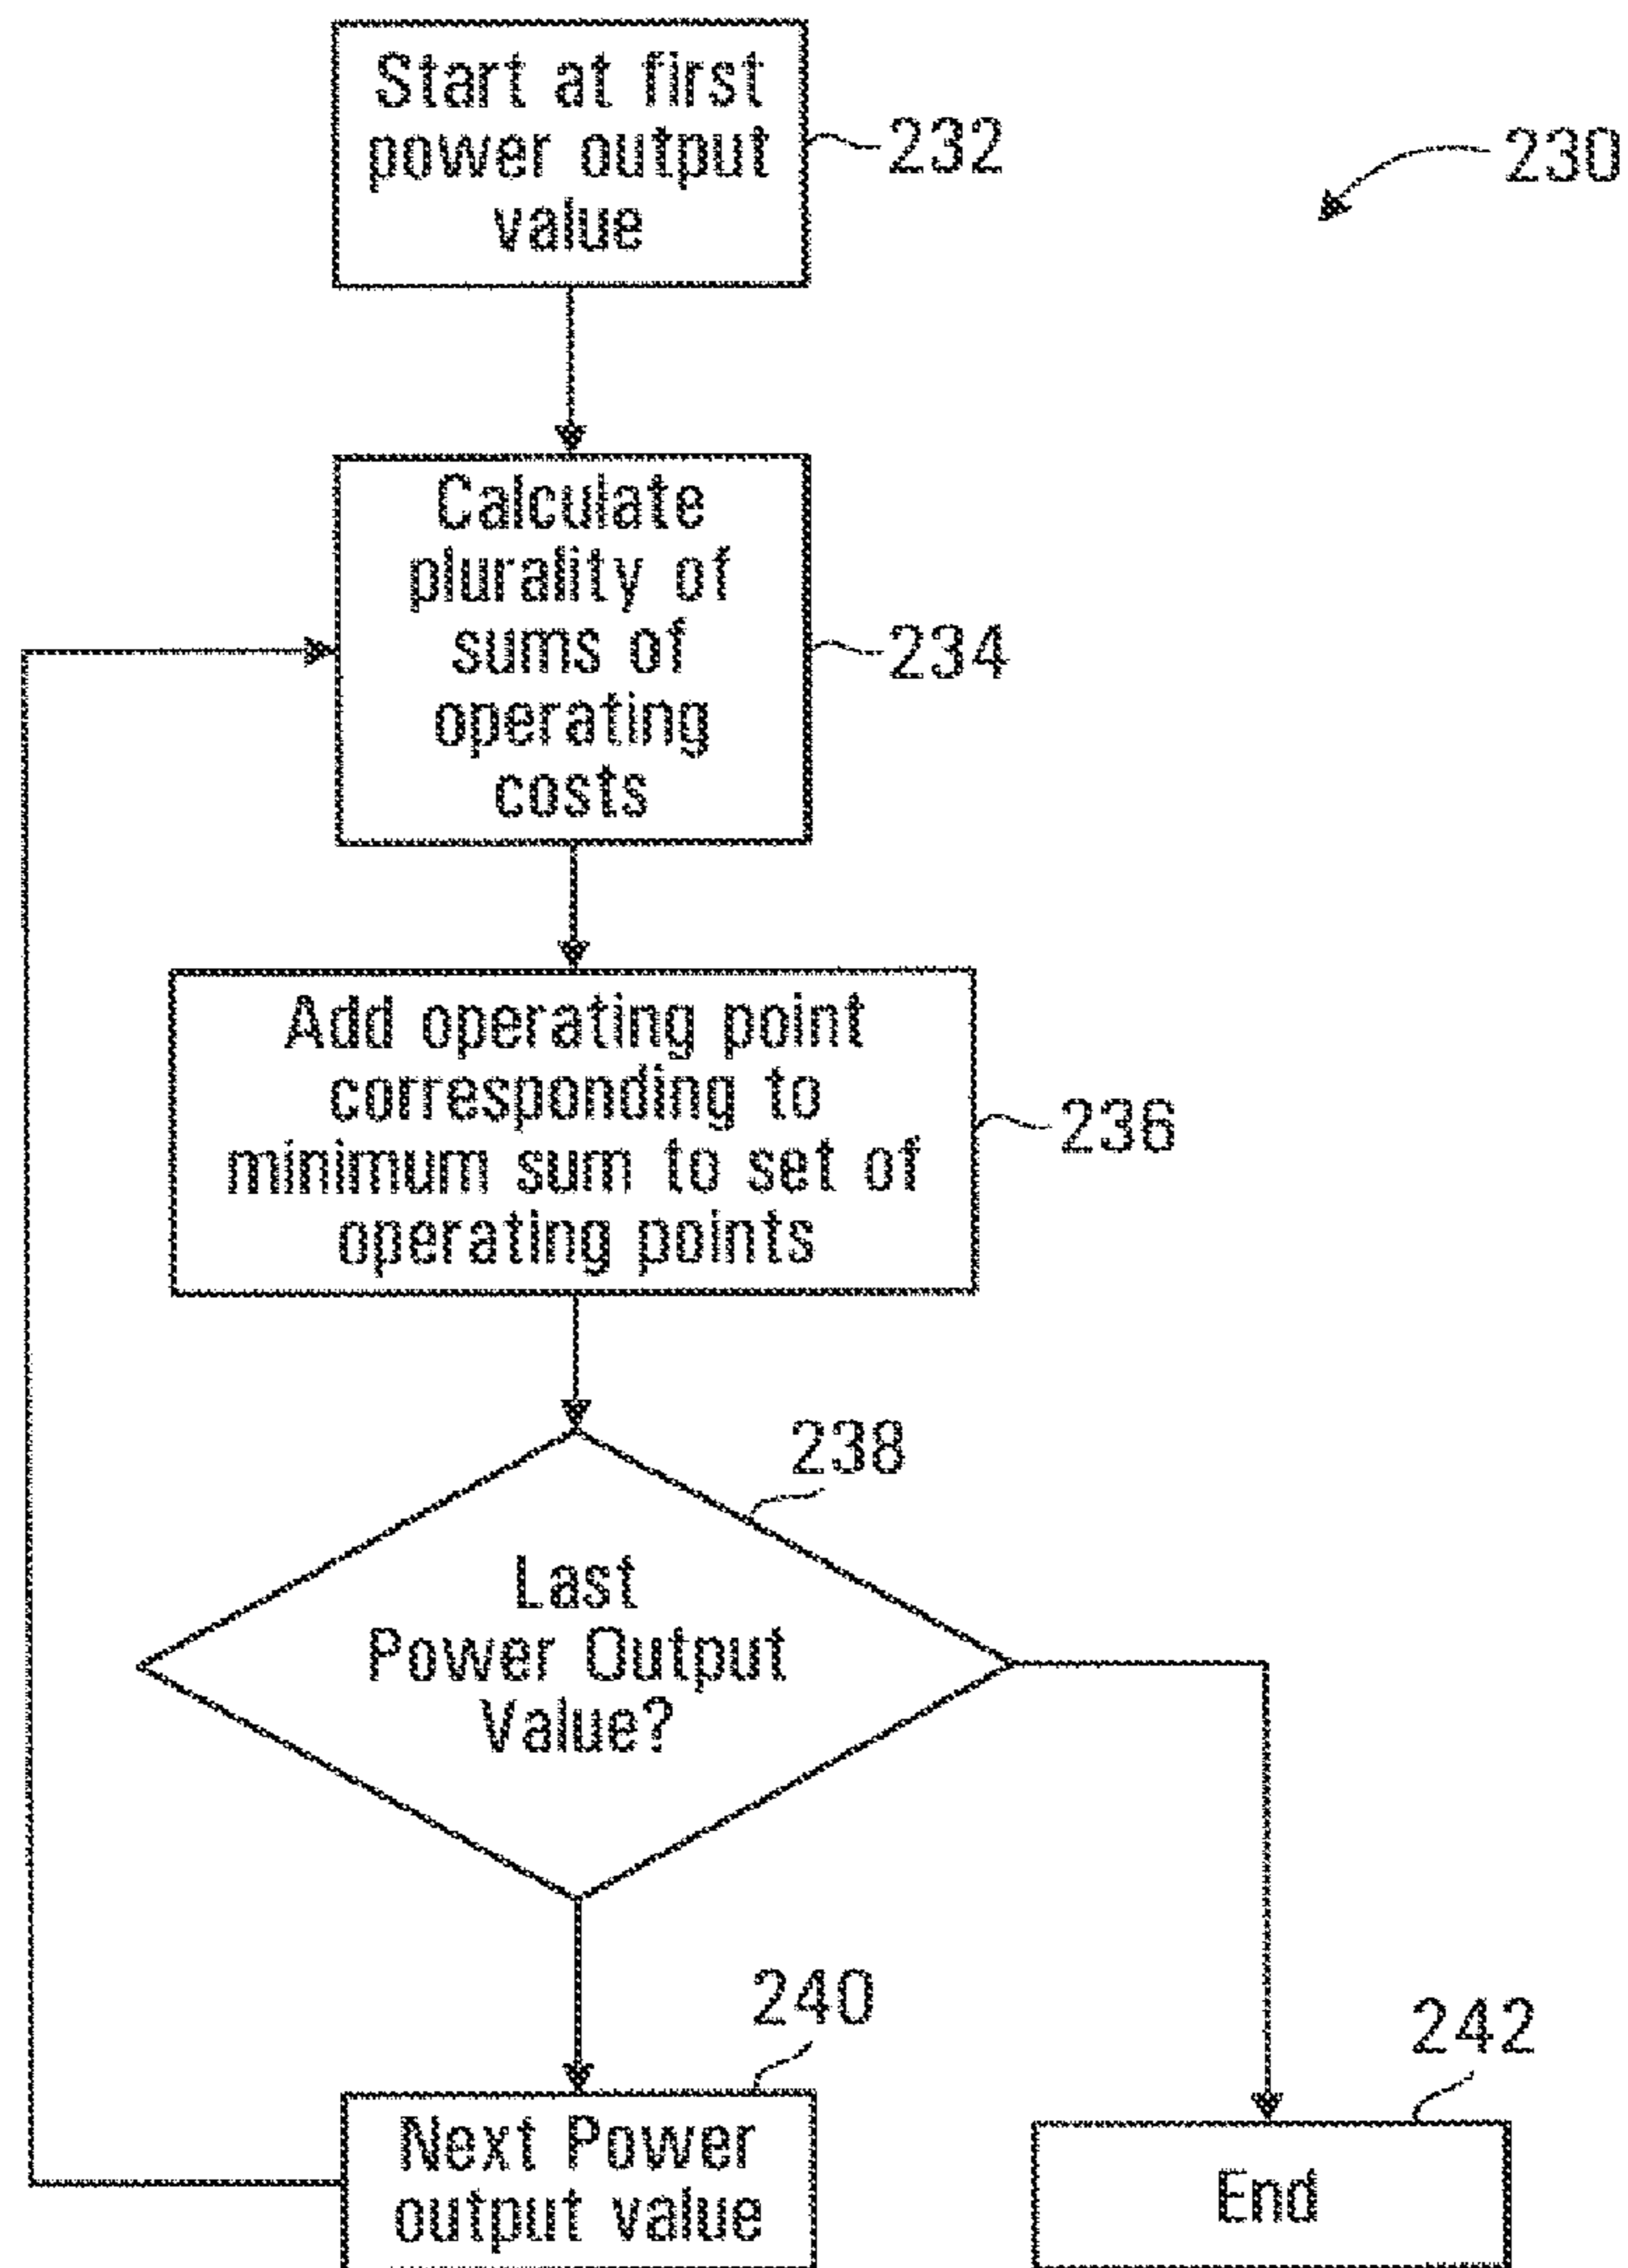 Start at first
power output
value
232
230
Calculate
plurality of
sums of
operating
costs
234
Add operating point
corresponding to
minimum sum to set of
operating points
236
238
Last
Power Output
Value?
240
Next Power
output value
242
End